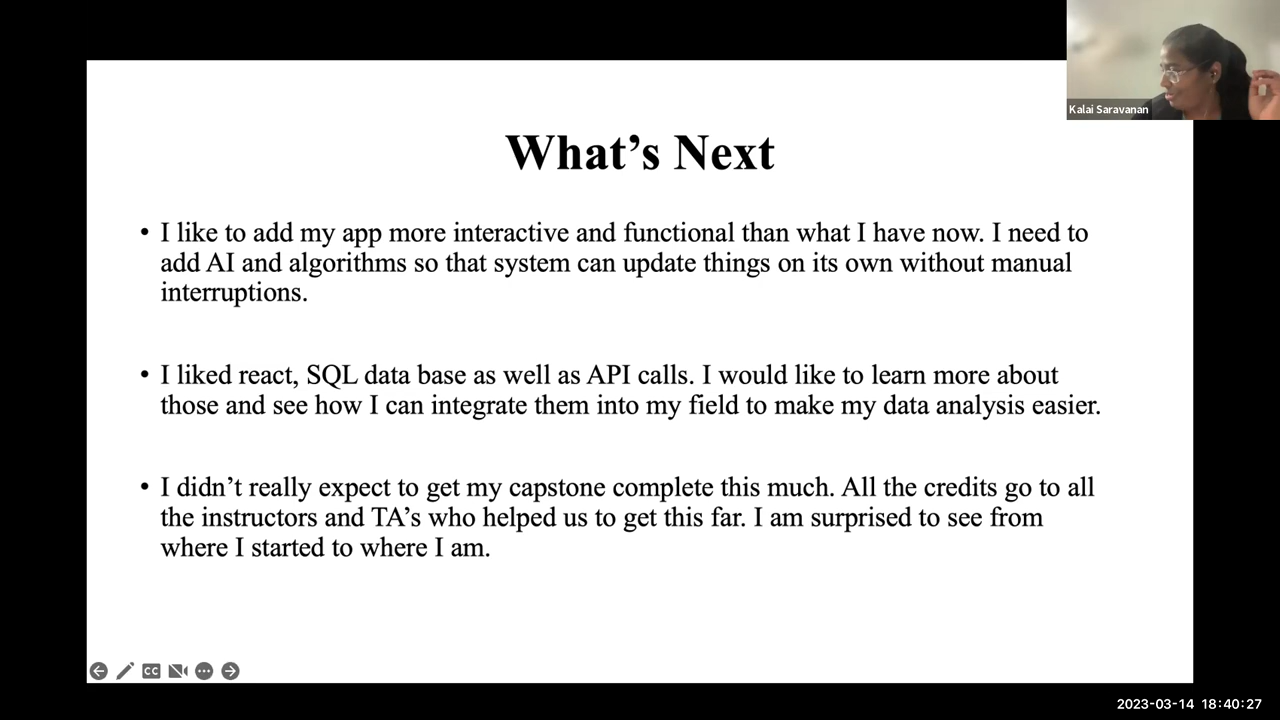 Kalai Saravanan
What's Next
• I like to add my app more interactive and functional than what I have now. I need to
add AI and algorithms so that system can update things on its own without manual
interruptions.
• I liked react, SQL data base as well as API calls. I would like to learn more about
those and see how I can integrate them into my field to make my data analysis easier.
• I didn't really expect to get my capstone complete this much. All the credits go to all
the instructors and TA's who helped us to get this far. I am surprised to see from
where I started to where I am.
CC
2023-03-14 18:40:27